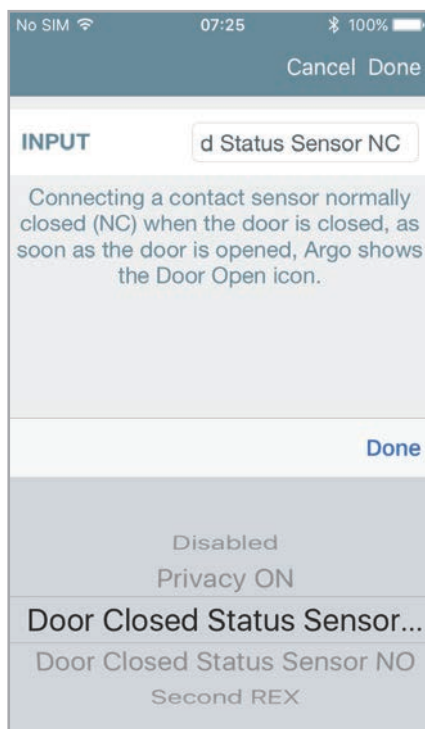 No SIM 07:25 100%
Cancel Done
INPUT d Status Sensor NC
Connecting a contact sensor normally
closed (NC) when the door is closed, as
soon as the door is opened, Argo shows
the Door Open icon.
Done
Disabled
Privacy ON
Door Closed Status Sensor...
Door Closed Status Sensor NO
Second REX